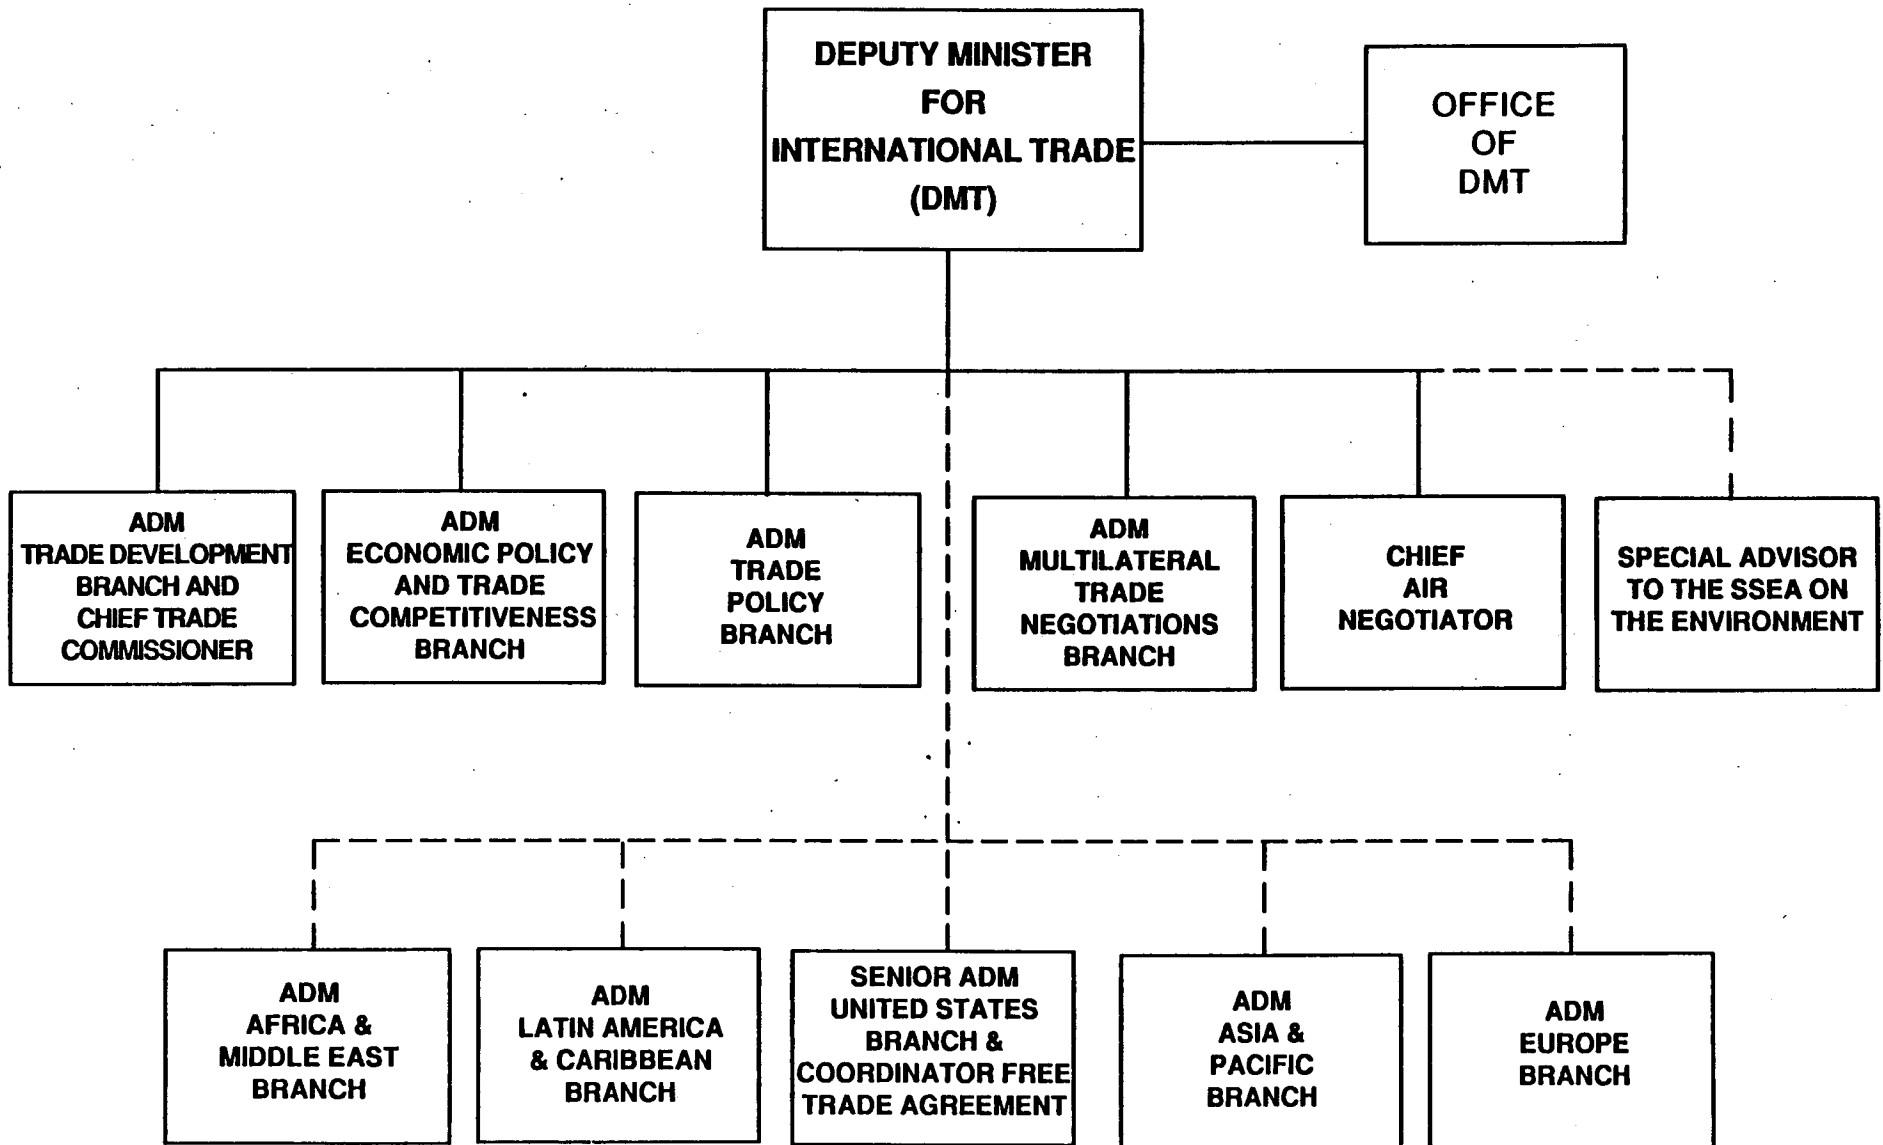 DEPUTY MINISTER
FOR
INTERNATIONAL TRADE
(DMT)
OFFICE
OF
DMT
ADM
TRADE DEVELOPMENT
BRANCH AND
CHIEF TRADE
COMMISSIONER
ADM
ECONOMIC POLICY
AND TRADE
COMPETITIVENESS
BRANCH
ADM
TRADE
POLICY
BRANCH
ADM
MULTILATERAL
TRADE
NEGOTIATIONS
BRANCH
CHIEF
AIR
NEGOTIATOR
SPECIAL ADVISOR
TO THE SSEA ON
THE ENVIRONMENT
ADM
AFRICA &
MIDDLE EAST
BRANCH
ADM
LATIN AMERICA
& CARIBBEAN
BRANCH
SENIOR ADM
UNITED STATES
BRANCH &
COORDINATOR FREE
TRADE AGREEMENT
ADM
ASIA &
PACIFIC
BRANCH
ADM
EUROPE
BRANCH